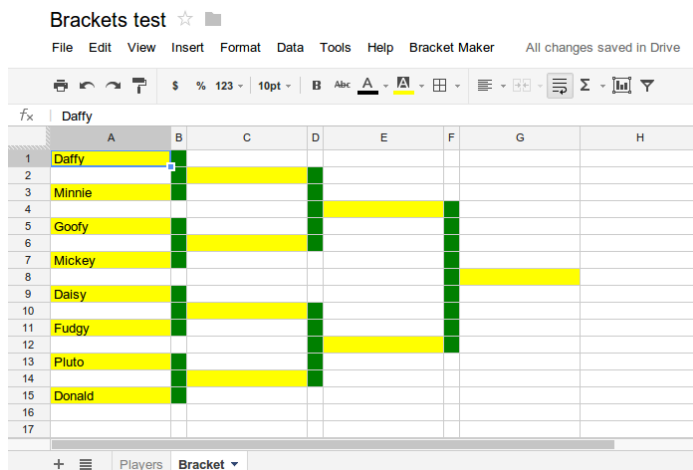 Brackets test
File Edit View Insert Format Data Tools Help Bracket Maker All changes saved in Drive
$ % 123 10pt B Abc A A Σ
fx Daffy
A B C D E F G H
1 Daffy
2
3 Minnie
4
5 Goofy
6
7 Mickey
8
9 Daisy
10
11 Fudgy
12
13 Pluto
14
15 Donald
16
17
+ Players Bracket